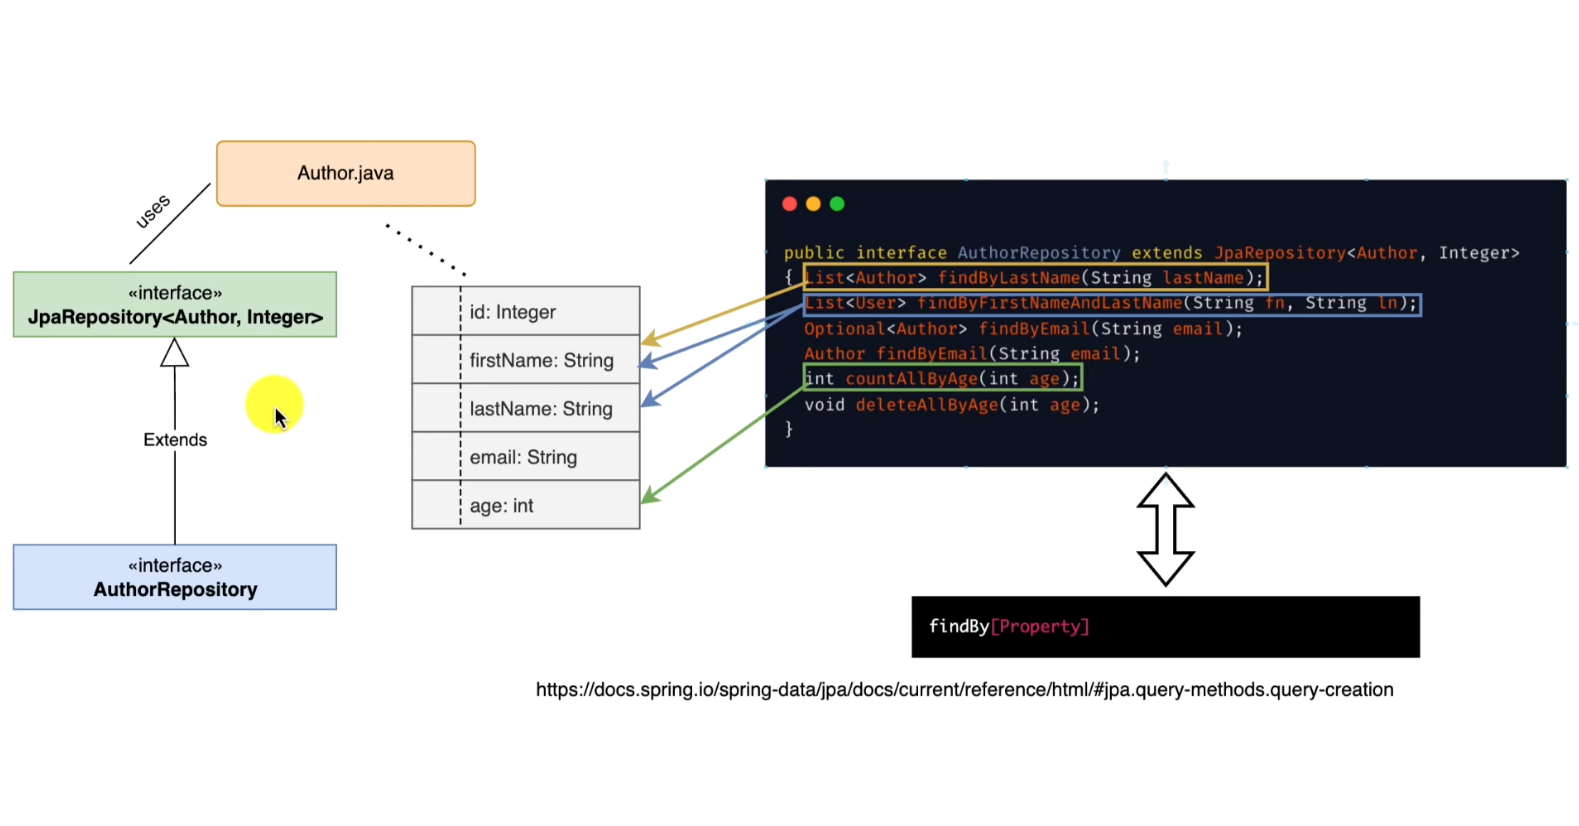 Author.java
uses
«interface»
JpaRepository<Author, Integer>
Extends
«interface»
AuthorRepository
id: Integer
firstName: String
lastName: String
email: String
age: int
public interface AuthorRepository extends JpaRepository<Author, Integer>
{ List<Author> findByLastName(String lastName);
List<User> findByFirstNameAndLastName(String fn, String ln);
Optional<Author> findByEmail(String email);
Author findByEmail(String email);
int countAllByAge(int age);
void deleteAllByAge(int age);
}
findBy[Property]
https://docs.spring.io/spring-data/jpa/docs/current/reference/html/#jpa.query-methods.query-creation